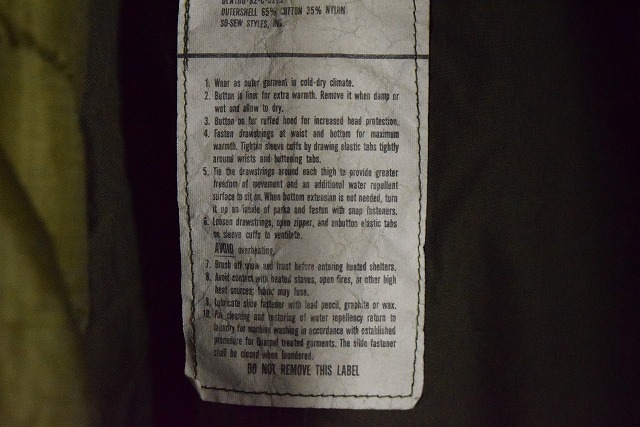 OUTERSHELL 65% COTTON 35% NYLON
SO-SEW STYLES, INC.
1. Wear as outer garment in cold-dry climate.
2. Button in liner for extra warmth. Remove it when damp or
wet and allow to dry.
3. Button on fur ruffed hood for increased head protection.
4. Fasten drawstrings at waist and bottom for maximum
warmth. Tighten sleeve cuffs by drawing elastic tabs tightly
around wrists and buttoning tabs.
5. Tie the drawstrings around each thigh to provide greater
freedom of movement and an additional water repellent
surface to sit on. When bottom extension is not needed, turn
it up on inside of parka and fasten with snap fasteners.
6. Loosen drawstrings, open zipper, and unbutton elastic tabs
on sleeve cuffs to ventilate.
AVOID overheating.
7. Brush off snow and frost before entering heated shelters.
8. Avoid contact with heated stoves, open fires, or other high
heat sources; fabric may fuse.
9. Lubricate slide fastener with lead pencil, graphite or wax.
10. For cleaning and restoring of water repellency return to
laundry for machine washing in accordance with established
procedure for Quarpel treated garments. The slide fastener
shall be closed when laundered.
DO NOT REMOVE THIS LABEL